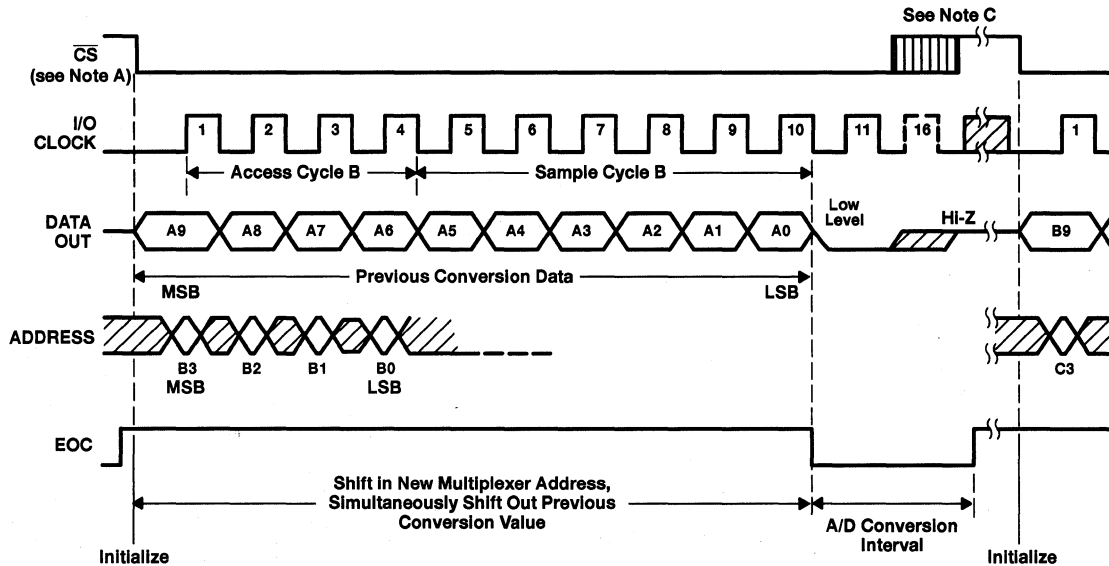 See Note C
CS
(see Note A)
I/O
CLOCK
1 2 3 4 5 6 7 8 9 10 11 16 1
Access Cycle B
Sample Cycle B
DATA
OUT
A9 A8 A7 A6 A5 A4 A3 A2 A1 A0
Low
Level
Hi-Z
B9
Previous Conversion Data
MSB
LSB
ADDRESS
B3 B2 B1 B0
MSB
LSB
C3
EOC
Shift in New Multiplexer Address,
Simultaneously Shift Out Previous
Conversion Value
A/D Conversion
Interval
Initialize
Initialize